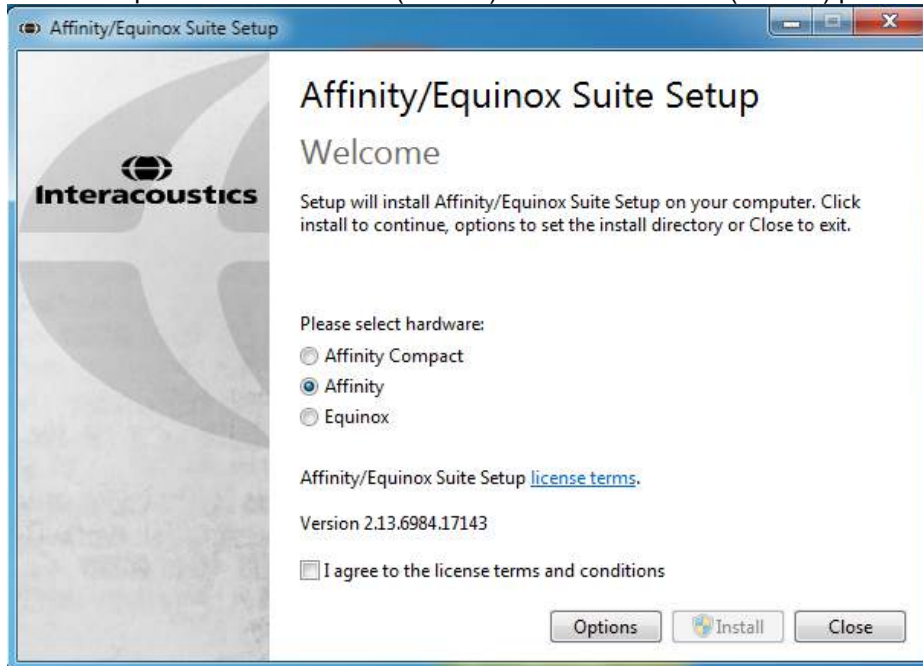 Affinity/Equinox Suite Setup
Affinity/Equinox Suite Setup
Welcome
Interacoustics
Setup will install Affinity/Equinox Suite Setup on your computer. Click
install to continue, options to set the install directory or Close to exit.
Please select hardware:
Affinity Compact
Affinity
Equinox
Affinity/Equinox Suite Setup license terms.
Version 2.13.6984.17143
I agree to the license terms and conditions
Options Install Close